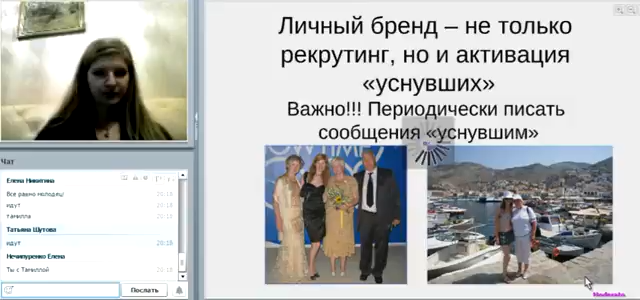 Личный бренд – не только
рекрутинг, но и активация
«уснувших»
Важно!!! Периодически писать
сообщения «уснувшим»
Чат
Елена Никитина
Все равно молодец!
20:15
идут
20:15
тамилла
20:15
Татьяна Шутова
идут
20:15
Нечипуренко Елена
Ты с Тамиллой
20:15
Послать